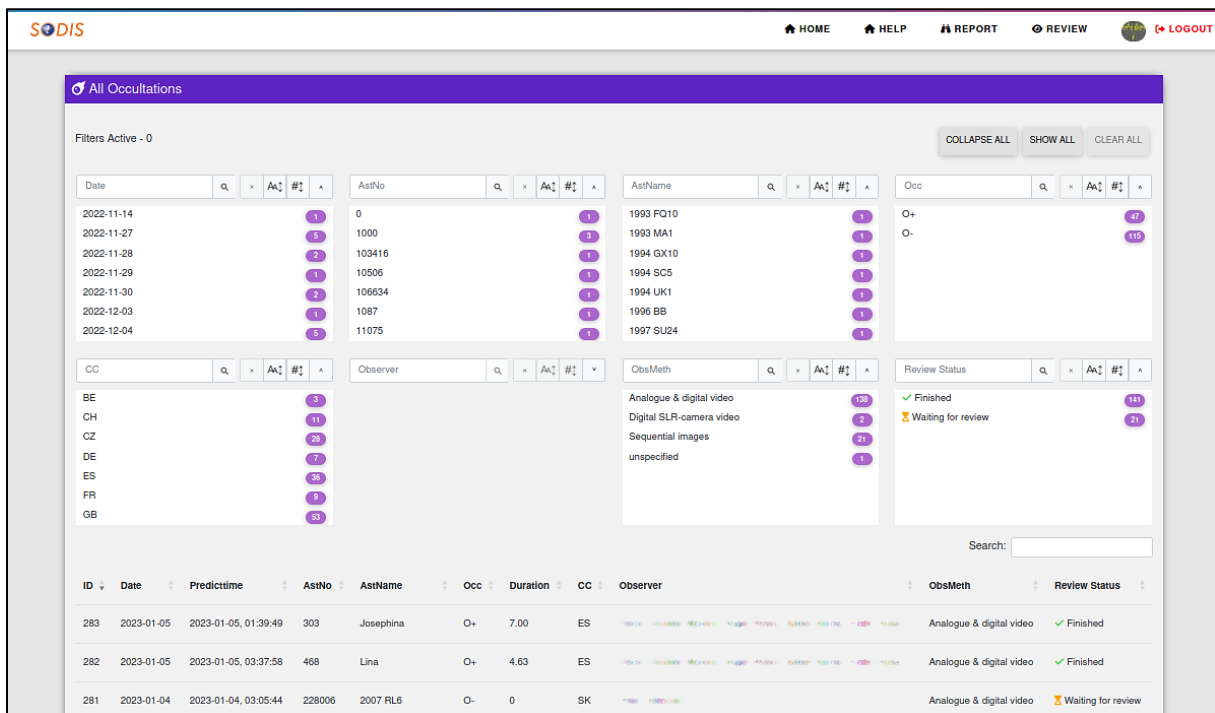 SODIS
HOME HELP REPORT REVIEW LOGOUT
All Occultations
Filters Active - 0
COLLAPSE ALL SHOW ALL CLEAR ALL
Date AstNo AstName Occ
2022-11-14 1 0 1 1993 FQ10 1 O+ 47
2022-11-27 5 1000 3 1993 MA1 1 O- 115
2022-11-28 2 103416 1 1994 GX10 1
2022-11-29 1 10506 1 1994 SC5 1
2022-11-30 2 106634 1 1994 UK1 1
2022-12-03 1 1087 1 1996 BB 1
2022-12-04 5 11075 1 1997 SU24 1
CC Observer ObsMeth Review Status
BE 3 Analogue & digital video 138 Finished 141
CH 11 Digital SLR-camera video 2 Waiting for review 21
CZ 28 Sequential images 21
DE 7 unspecified 1
ES 36
FR 9
GB 53
Search:
ID Date Predicttime AstNo AstName Occ Duration CC Observer ObsMeth Review Status
283 2023-01-05 2023-01-05, 01:39:49 303 Josephina O+ 7.00 ES Analogue & digital video Finished
282 2023-01-05 2023-01-05, 03:37:58 468 Lina O+ 4.63 ES Analogue & digital video Finished
281 2023-01-04 2023-01-04, 03:05:44 228006 2007 RL6 O- 0 SK Analogue & digital video Waiting for review